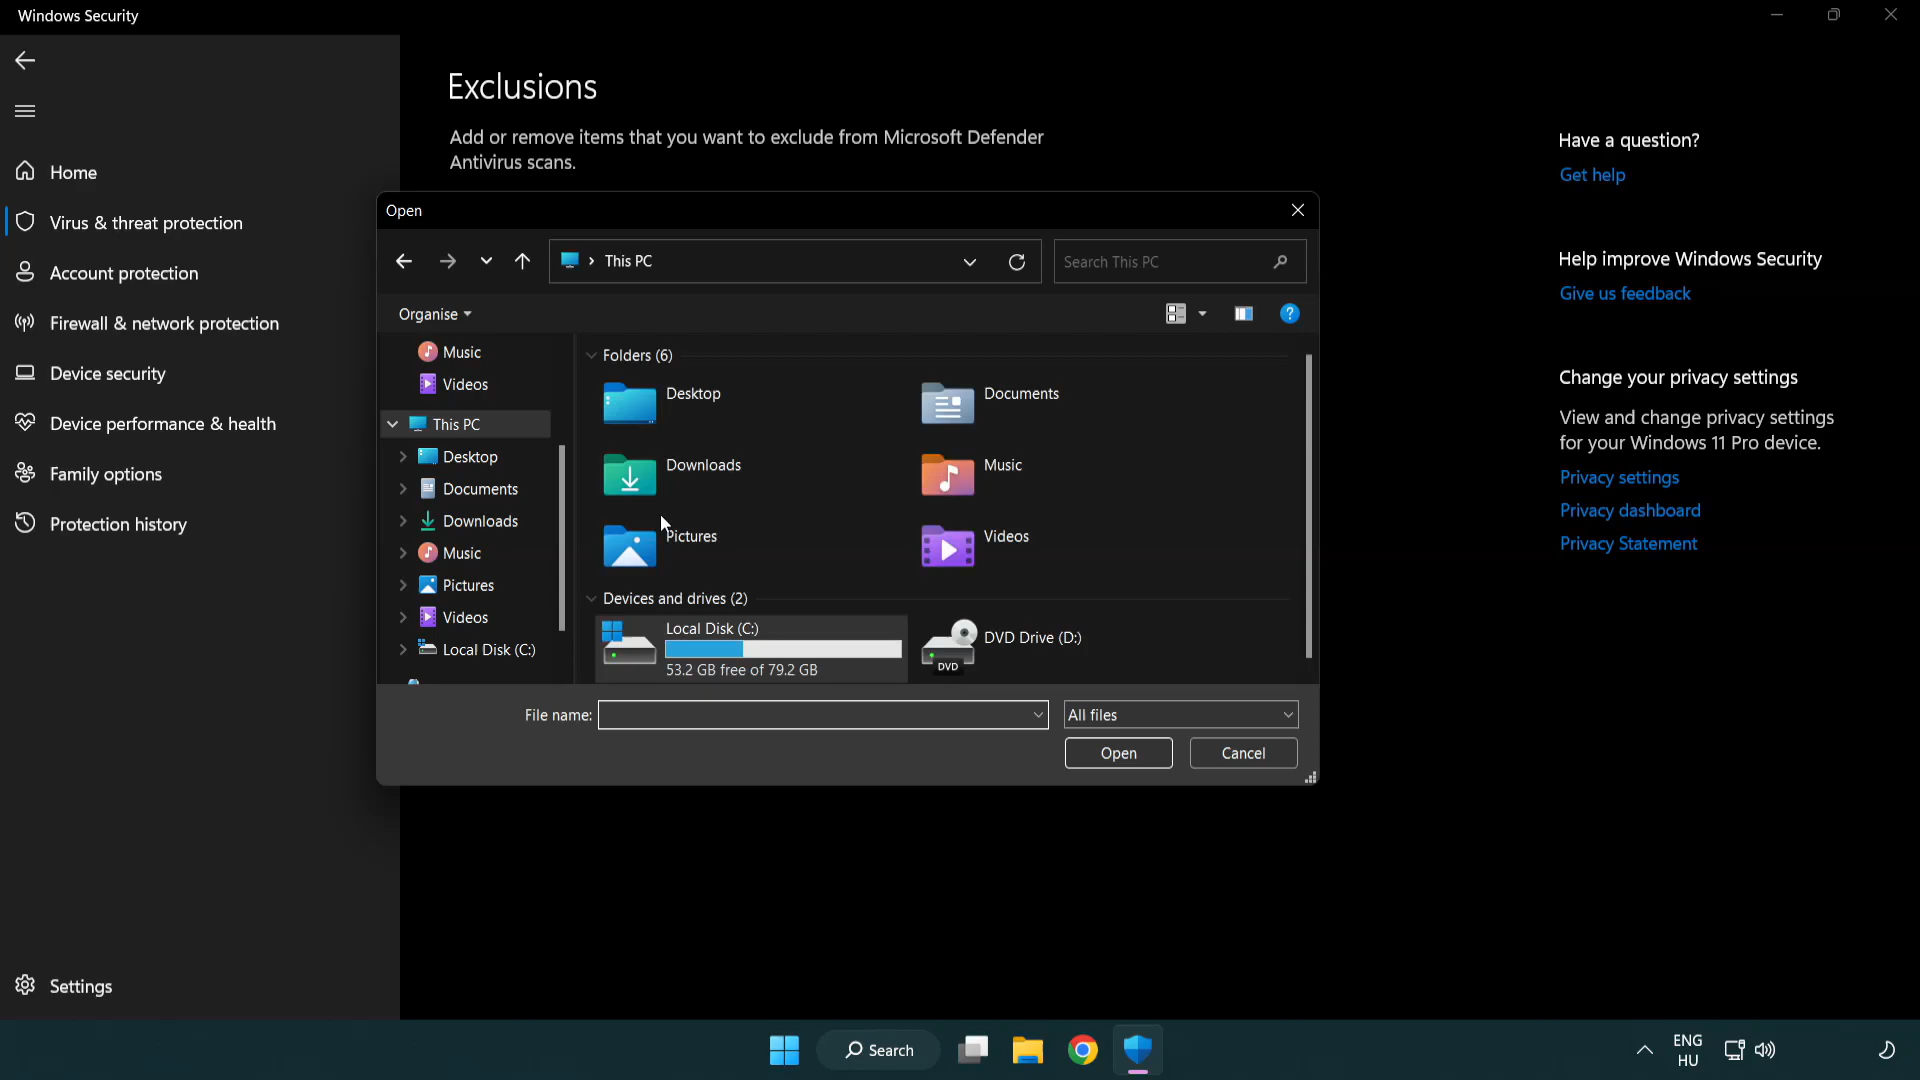 Windows Security
Home
Virus & threat protection
Account protection
Firewall & network protection
Device security
Device performance & health
Family options
Protection history
Settings
Exclusions
Add or remove items that you want to exclude from Microsoft Defender
Antivirus scans.
Open
This PC
Search This PC
Organise
Music
Videos
This PC
Desktop
Documents
Downloads
Music
Pictures
Videos
Local Disk (C:)
Folders (6)
Desktop
Documents
Downloads
Music
Pictures
Videos
Devices and drives (2)
Local Disk (C:)
53.2 GB free of 79.2 GB
DVD
DVD Drive (D:)
File name:
All files
Open
Cancel
Have a question?
Get help
Help improve Windows Security
Give us feedback
Change your privacy settings
View and change privacy settings
for your Windows 11 Pro device.
Privacy settings
Privacy dashboard
Privacy Statement
Search
ENG
HU